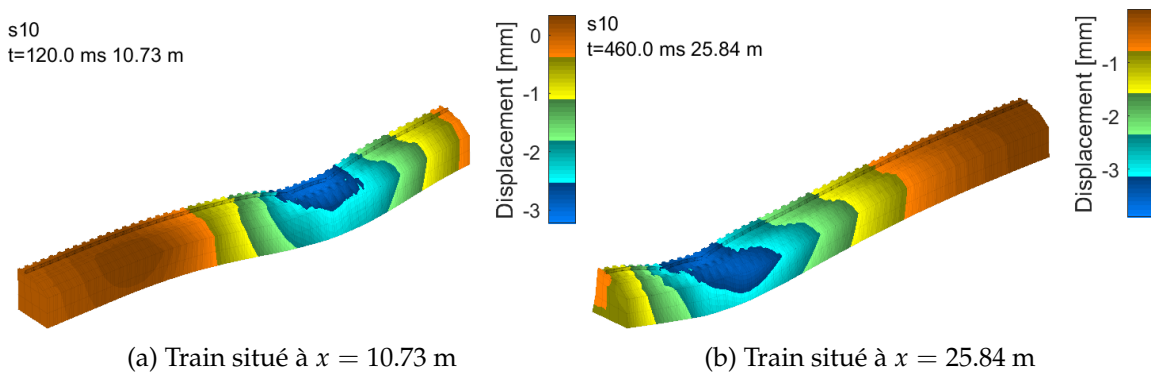 s10
t=120.0 ms 10.73 m
Displacement [mm]
0
-1
-2
-3
s10
t=460.0 ms 25.84 m
Displacement [mm]
-1
-2
-3
(a) Train situé à x = 10.73 m
(b) Train situé à x = 25.84 m